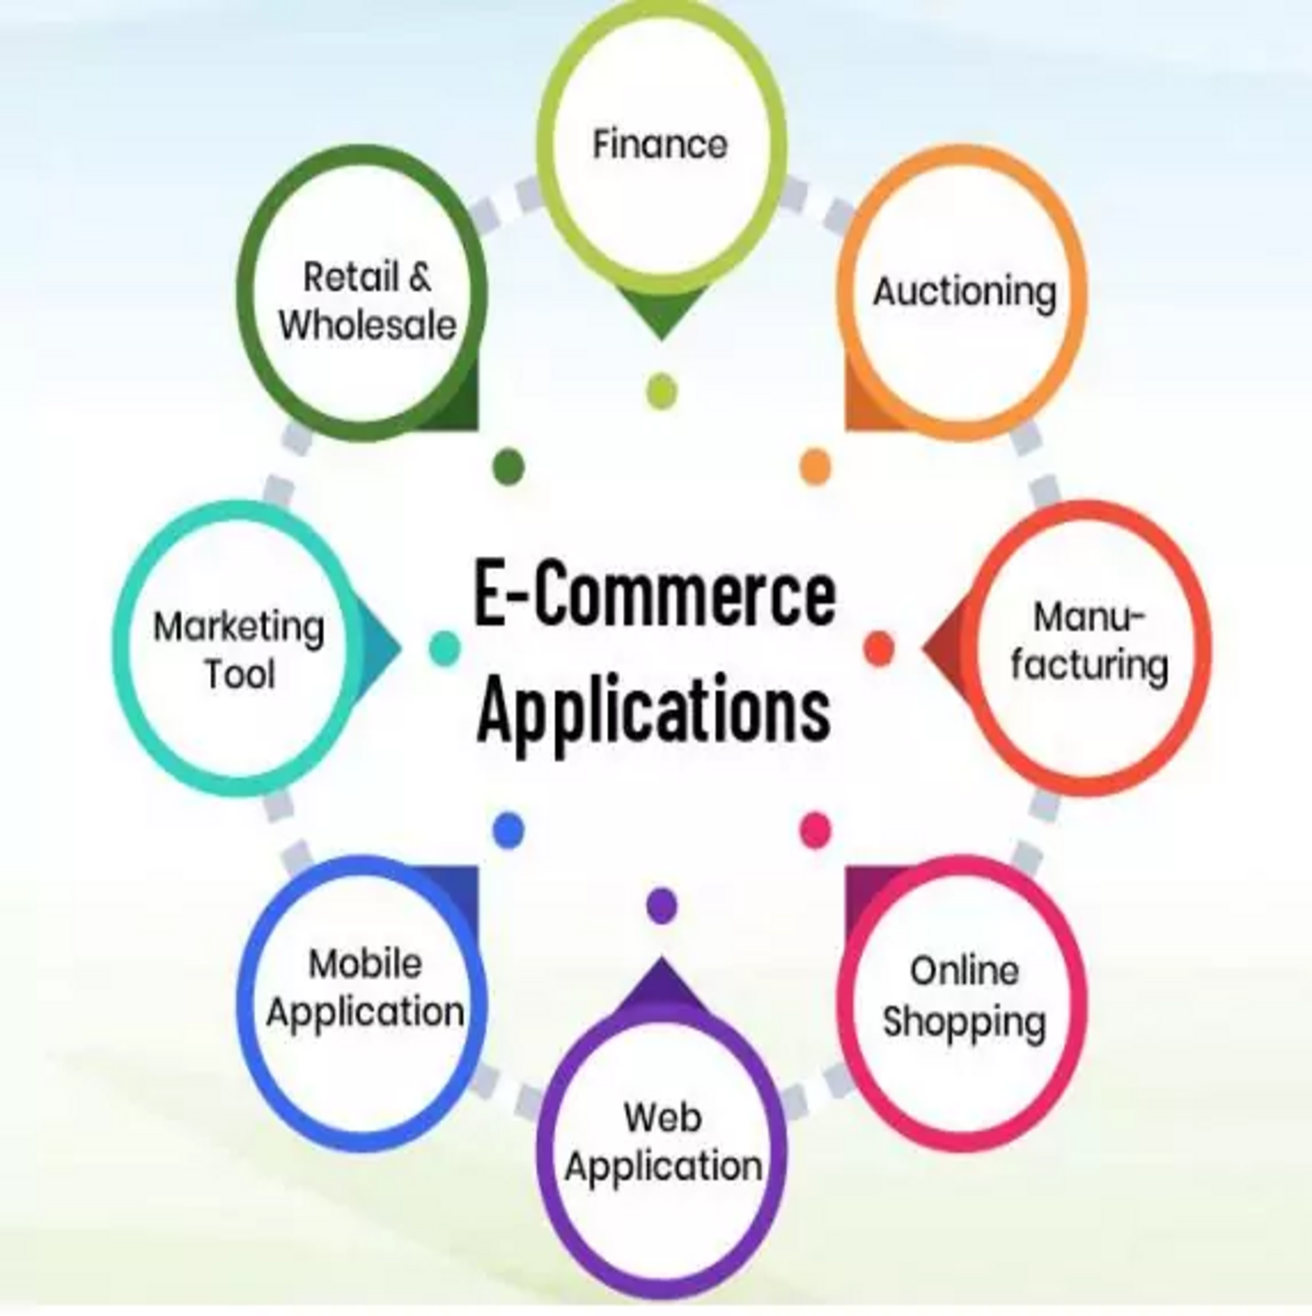 Finance
Auctioning
Manu-
facturing
Online
Shopping
Web
Application
Mobile
Application
Marketing
Tool
Retail &
Wholesale
E-Commerce
Applications